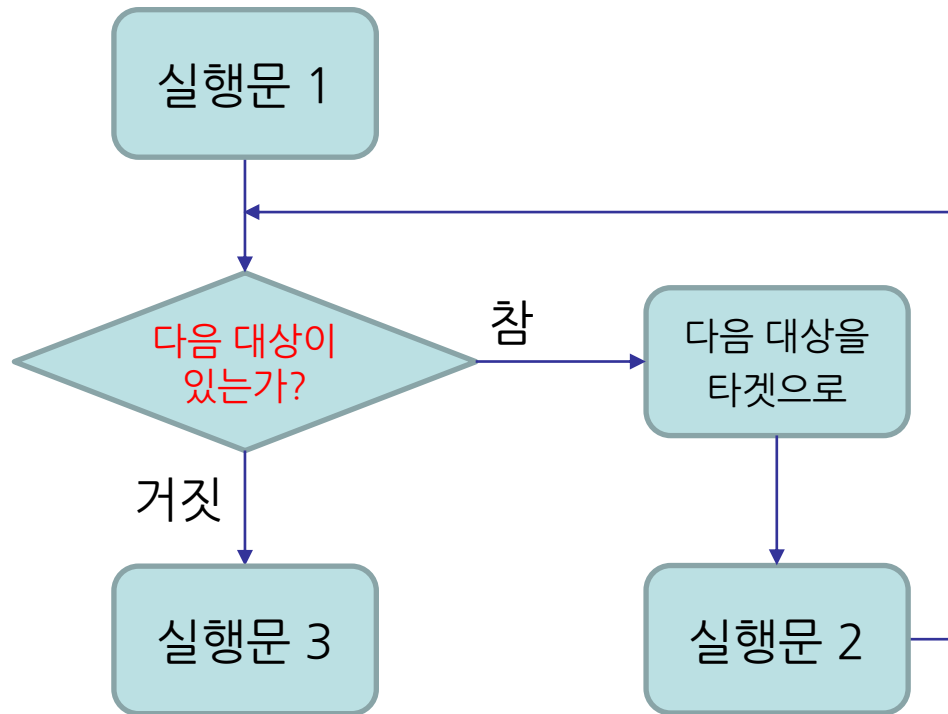 실행문 1
다음 대상이
있는가?
참
다음 대상을
타겟으로
거짓
실행문 3
실행문 2